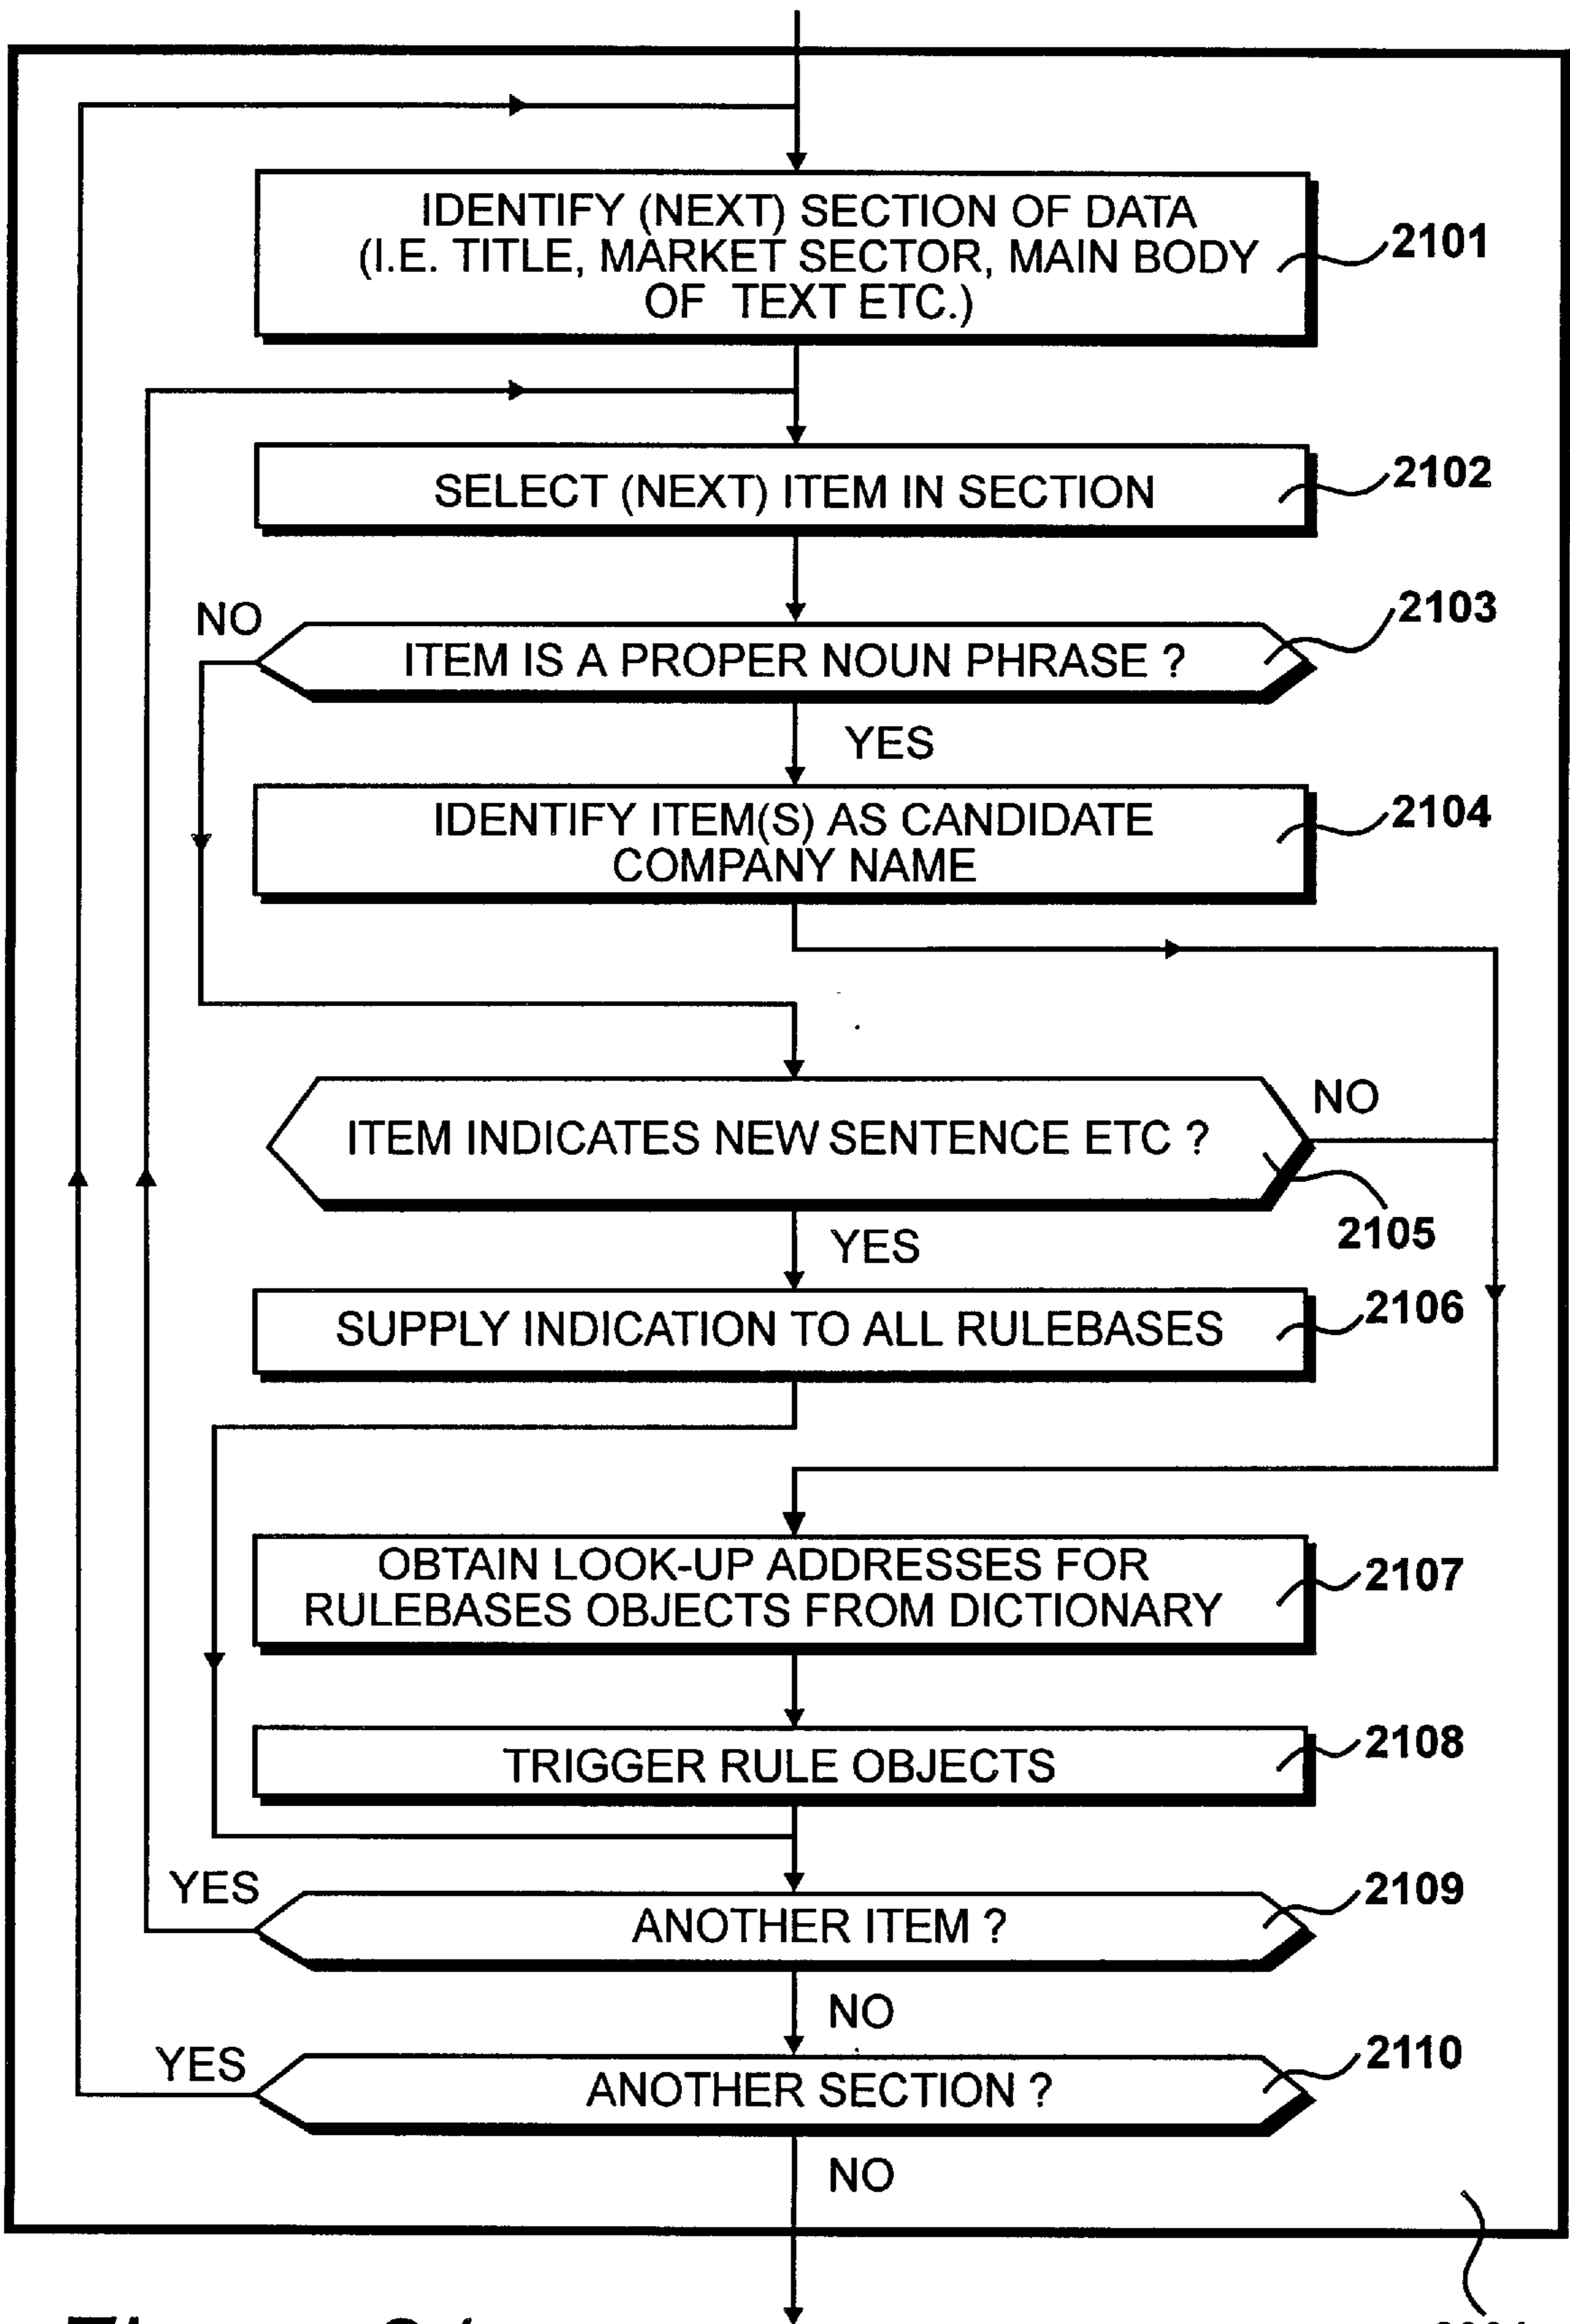 IDENTIFY (NEXT) SECTION OF DATA
(I.E. TITLE, MARKET SECTOR, MAIN BODY
OF TEXT ETC.)
2101
SELECT (NEXT) ITEM IN SECTION
2102
NO
ITEM IS A PROPER NOUN PHRASE ?
2103
YES
IDENTIFY ITEM(S) AS CANDIDATE
COMPANY NAME
2104
ITEM INDICATES NEW SENTENCE ETC ?
NO
2105
YES
SUPPLY INDICATION TO ALL RULEBASES
2106
OBTAIN LOOK-UP ADDRESSES FOR
RULEBASES OBJECTS FROM DICTIONARY
2107
TRIGGER RULE OBJECTS
2108
YES
ANOTHER ITEM ?
2109
NO
YES
ANOTHER SECTION ?
2110
NO